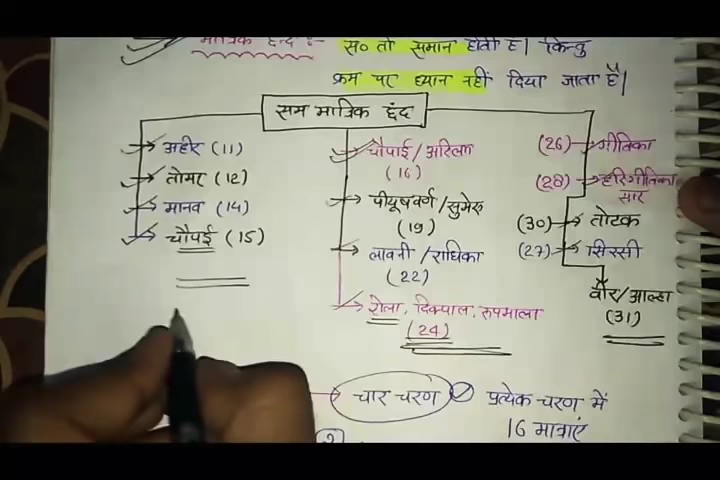 मात्रिक छन्द :- स० तो समान होती है। किन्तु
क्रम पर ध्यान नहीं दिया जाता है।
सम मात्रिक छंद
अहीर (11)
तोमर (12)
मानव (14)
चौपई (15)
चौपाई / अरिल्ल
(16)
पीयूषवर्ष / सुमेरु
(19)
लावनी / राधिका
(22)
रोला, दिक्पाल, रुपमाला
(24)
(26) गीतिका
(28) हरिगीतिका
सार
(30) तोटक
(27) सिरसी
वीर/आल्हा
(31)
चार चरण प्रत्येक चरण में
16 मात्राएं